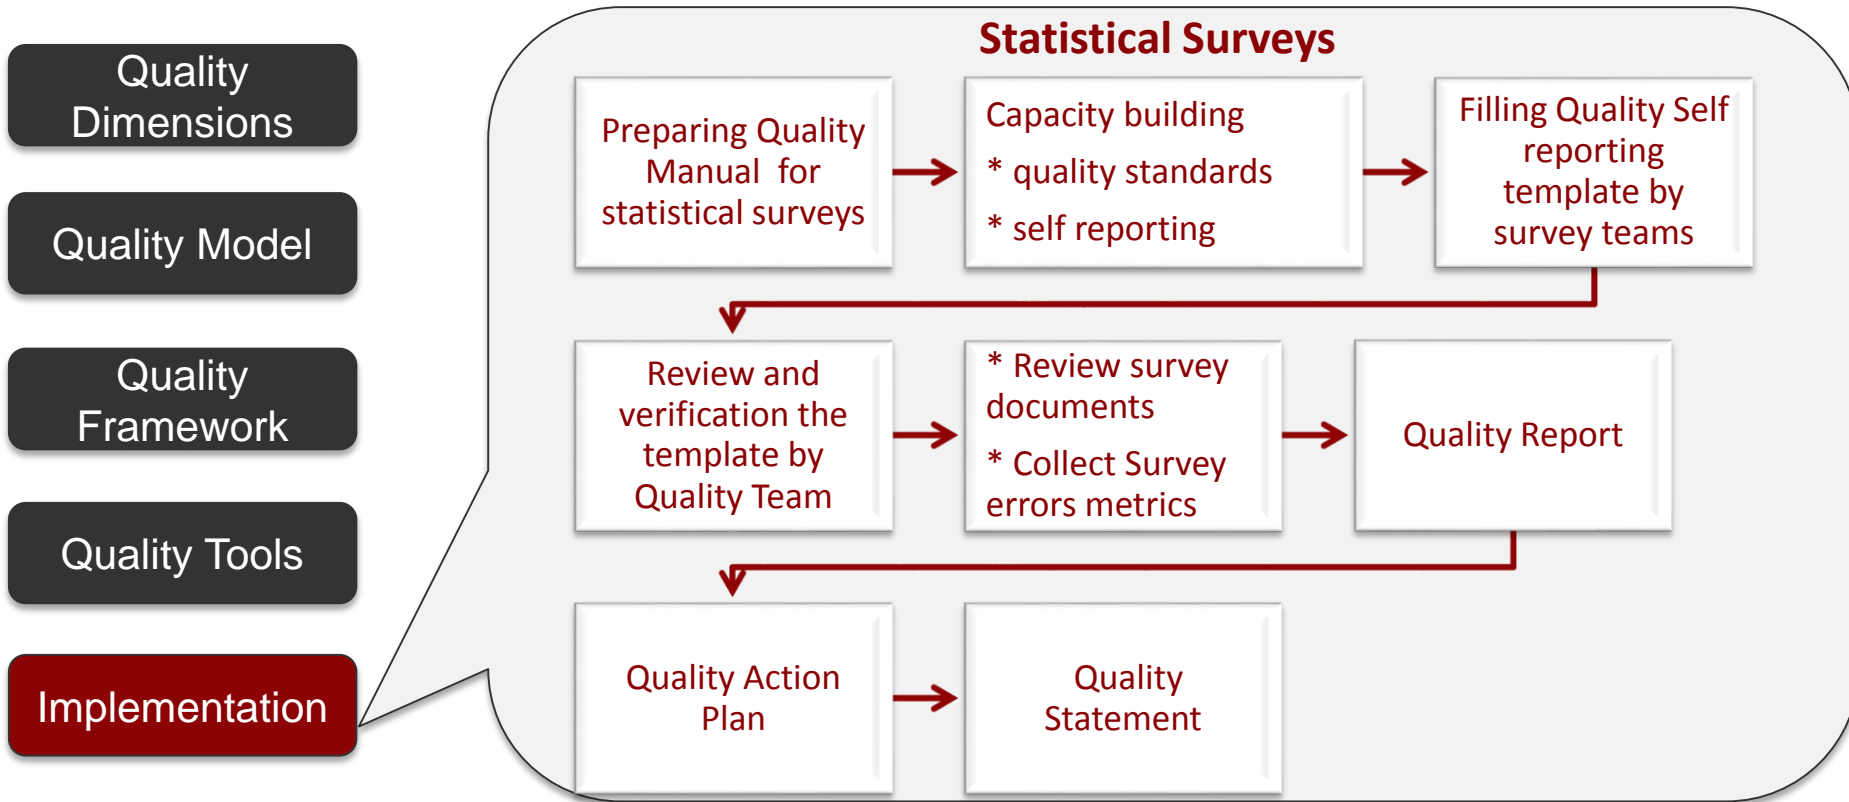 Quality
Dimensions
Quality Model
Quality
Framework
Quality Tools
Implementation
Statistical Surveys
Preparing Quality
Manual for
statistical surveys
Capacity building
* quality standards
* self reporting
Filling Quality Self
reporting
template by
survey teams
Review and
verification the
template by
Quality Team
* Review survey
documents
* Collect Survey
errors metrics
Quality Report
Quality Action
Plan
Quality
Statement